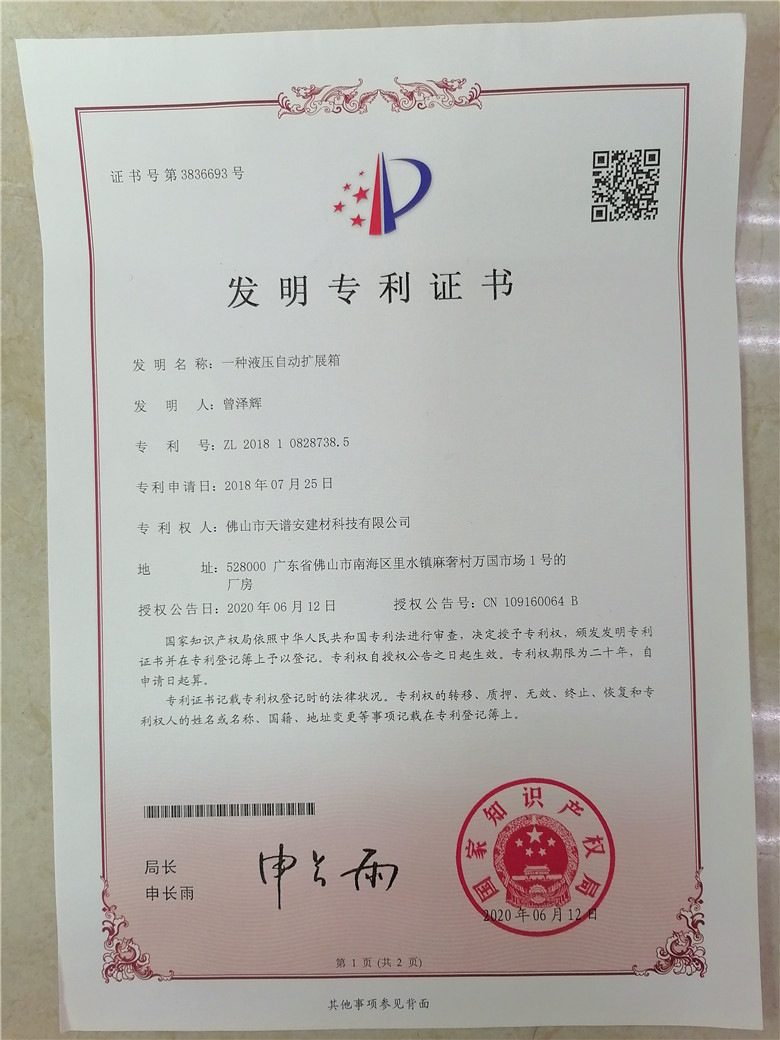 证书号第3836693号
发明专利证书
发明名称：一种液压自动扩展箱
发明人：曾泽辉
专利号：ZL 2018 1 0828738.5
专利申请日：2018年07月25日
专利权人：佛山市天谱安建材科技有限公司
地址：528000 广东省佛山市南海区里水镇麻奢村万国市场1号的
厂房
授权公告日：2020年06月12日 授权公告号：CN 109160064 B
国家知识产权局依照中华人民共和国专利法进行审查，决定授予专利权，颁发发明专利
证书并在专利登记簿上予以登记。专利权自授权公告之日起生效。专利权期限为二十年，自
申请日起算。
专利证书记载专利权登记时的法律状况。专利权的转移、质押、无效、终止、恢复和专
利权人的姓名或名称、国籍、地址变更等事项记载在专利登记簿上。
局长
申长雨
申长雨
国家知识产权局
2020年06月12日
第 1 页 (共 2 页)
其他事项参见背面